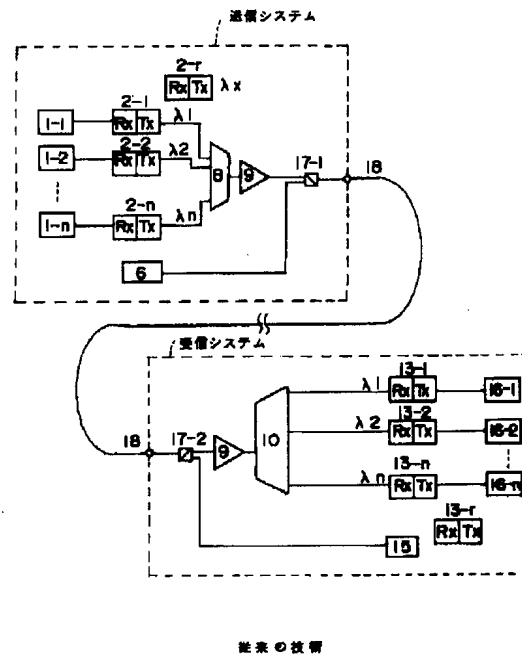 送信システム
2-r
Rx Tx λx
1-1
2-1
Rx Tx
λ1
1-2
2-2
Rx Tx
λ2
8
9
17-1
18
1-n
2-n
Rx Tx
λn
6
受信システム
18
17-2
9
10
λ1
13-1
Rx Tx
16-1
λ2
13-2
Rx Tx
16-2
λn
13-n
Rx Tx
16-n
13-r
Rx Tx
15
従来の技術